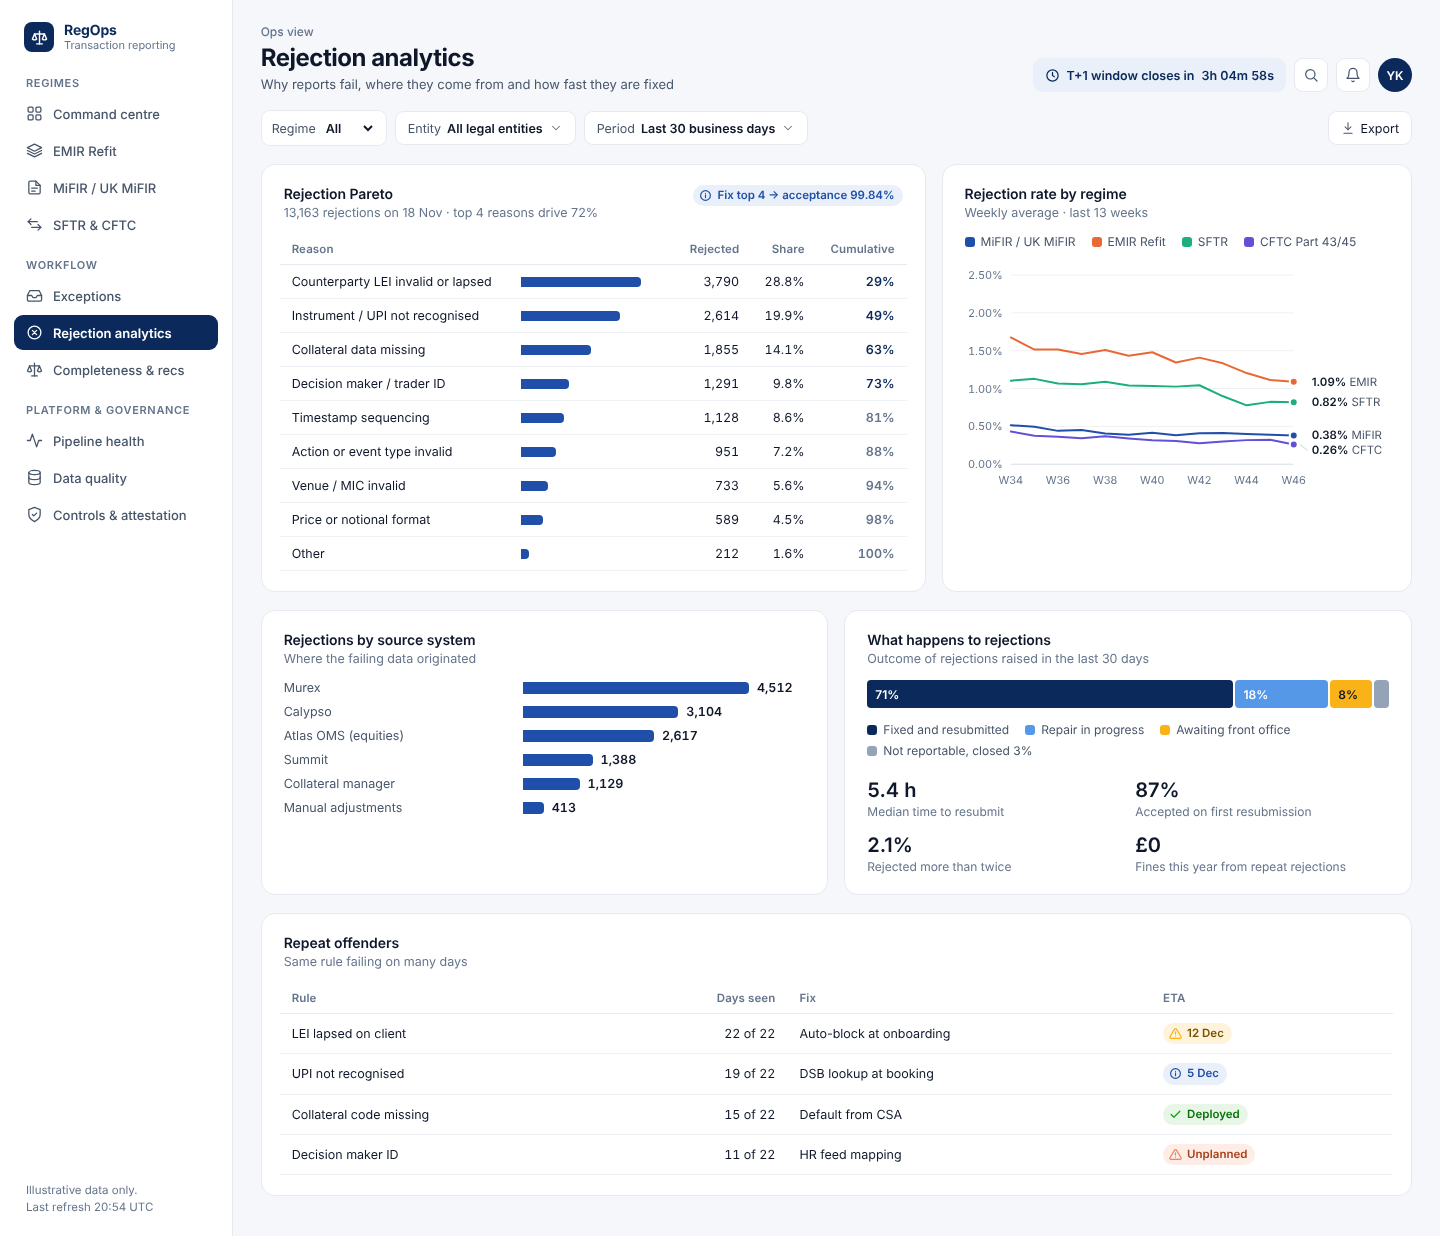 RegOps
Transaction reporting
REGIMES
Command centre
EMIR Refit
MiFIR / UK MiFIR
SFTR & CFTC
WORKFLOW
Exceptions
Rejection analytics
Completeness & recs
PLATFORM & GOVERNANCE
Pipeline health
Data quality
Controls & attestation
Illustrative data only.
Last refresh 20:54 UTC
Ops view
Rejection analytics
Why reports fail, where they come from and how fast they are fixed
T+1 window closes in 3h 04m 58s
YK
Regime All
Entity All legal entities
Period Last 30 business days
Export
Rejection Pareto
13,163 rejections on 18 Nov · top 4 reasons drive 72%
Fix top 4 → acceptance 99.84%
Reason Rejected Share Cumulative
Counterparty LEI invalid or lapsed 3,790 28.8% 29%
Instrument / UPI not recognised 2,614 19.9% 49%
Collateral data missing 1,855 14.1% 63%
Decision maker / trader ID 1,291 9.8% 73%
Timestamp sequencing 1,128 8.6% 81%
Action or event type invalid 951 7.2% 88%
Venue / MIC invalid 733 5.6% 94%
Price or notional format 589 4.5% 98%
Other 212 1.6% 100%
Rejection rate by regime
Weekly average · last 13 weeks
MiFIR / UK MiFIR EMIR Refit SFTR CFTC Part 43/45
2.50%
2.00%
1.50%
1.00%
0.50%
0.00%
1.09% EMIR
0.82% SFTR
0.38% MiFIR
0.26% CFTC
W34 W36 W38 W40 W42 W44 W46
Rejections by source system
Where the failing data originated
Murex 4,512
Calypso 3,104
Atlas OMS (equities) 2,617
Summit 1,388
Collateral manager 1,129
Manual adjustments 413
What happens to rejections
Outcome of rejections raised in the last 30 days
71% 18% 8%
Fixed and resubmitted Repair in progress Awaiting front office
Not reportable, closed 3%
5.4 h
Median time to resubmit
87%
Accepted on first resubmission
2.1%
Rejected more than twice
£0
Fines this year from repeat rejections
Repeat offenders
Same rule failing on many days
Rule Days seen Fix ETA
LEI lapsed on client 22 of 22 Auto-block at onboarding 12 Dec
UPI not recognised 19 of 22 DSB lookup at booking 5 Dec
Collateral code missing 15 of 22 Default from CSA Deployed
Decision maker ID 11 of 22 HR feed mapping Unplanned